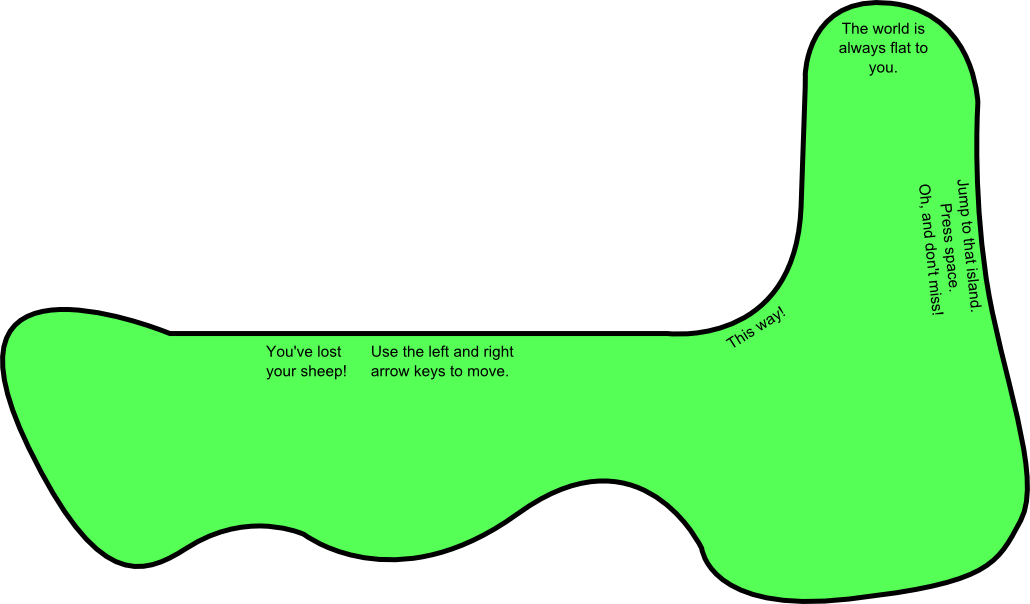 You've lost
your sheep!
Use the left and right
arrow keys to move.
This way!
The world is
always flat to
you.
Jump to that island.
Press space.
Oh, and don't miss!